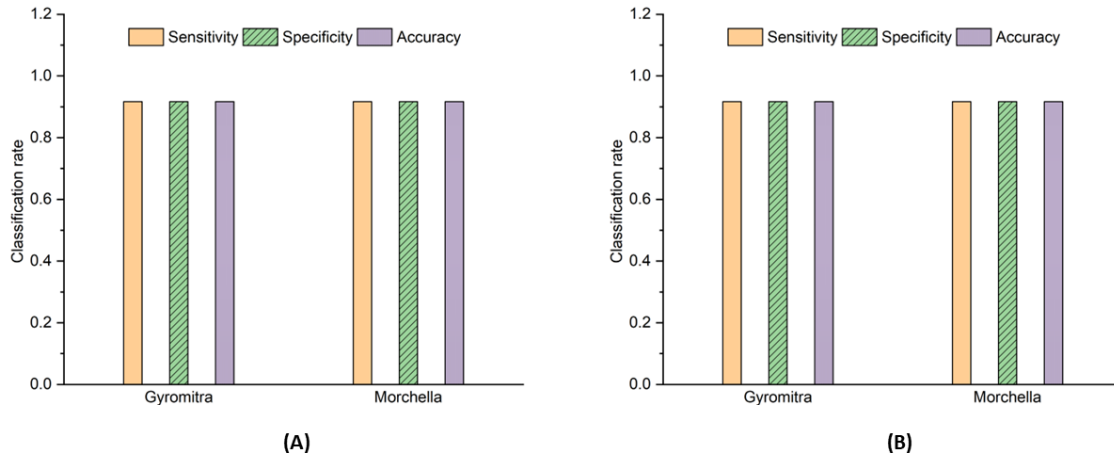 1.2
1.0
0.8
0.6
0.4
0.2
0.0
Classification rate
Sensitivity Specificity Accuracy
Gyromitra Morchella
(A)
1.2
1.0
0.8
0.6
0.4
0.2
0.0
Classification rate
Sensitivity Specificity Accuracy
Gyromitra Morchella
(B)